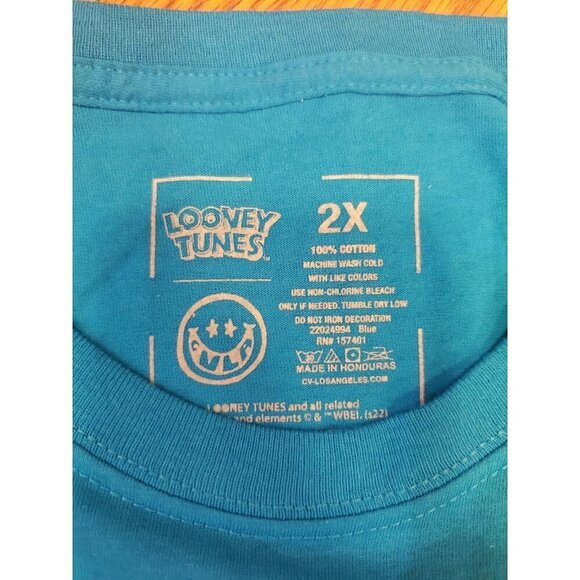 LOONEY
TUNES
2X
100% COTTON
MACHINE WASH COLD
WITH LIKE COLORS
USE NON-CHLORINE BLEACH
ONLY IF NEEDED. TUMBLE DRY LOW
DO NOT IRON DECORATION
22024994 Blue
RN# 157401
30
MADE IN HONDURAS
CV-LOSANGELES.COM
LOONEY TUNES and all related
and elements © & ™ WBEI. (s22)